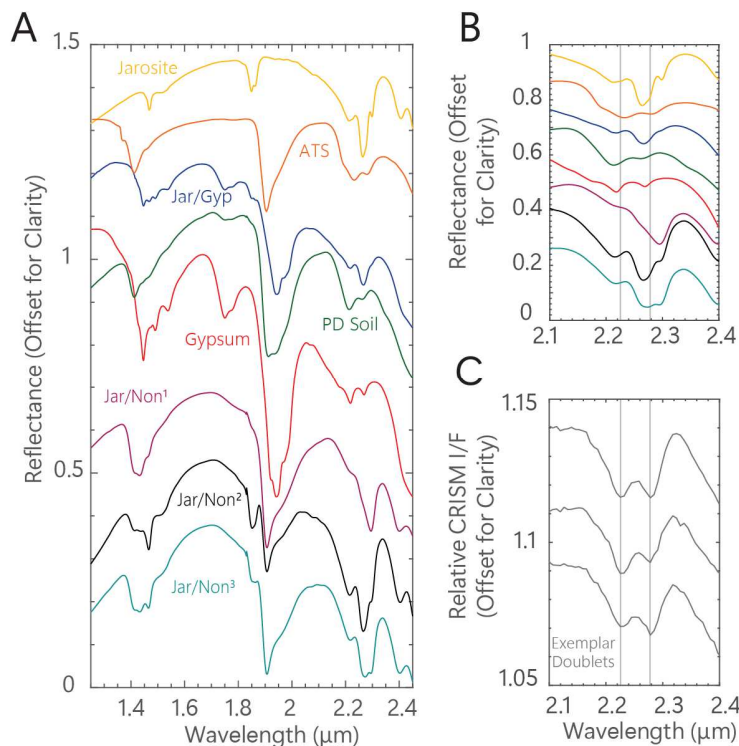 A
Reflectance (Offset for Clarity)
1.5
1
0.5
0
Jarosite
ATS
Jar/Gyp
PD Soil
Gypsum
Jar/Non¹
Jar/Non²
Jar/Non³
1.4 1.6 1.8 2 2.2 2.4
Wavelength (μm)
B
Reflectance (Offset
for Clarity)
1
0.8
0.6
0.4
0.2
0
2.1 2.2 2.3 2.4
C
Relative CRISM I/F
(Offset for Clarity)
1.15
1.1
1.05
Exemplar
Doublets
2.1 2.2 2.3 2.4
Wavelength (μm)